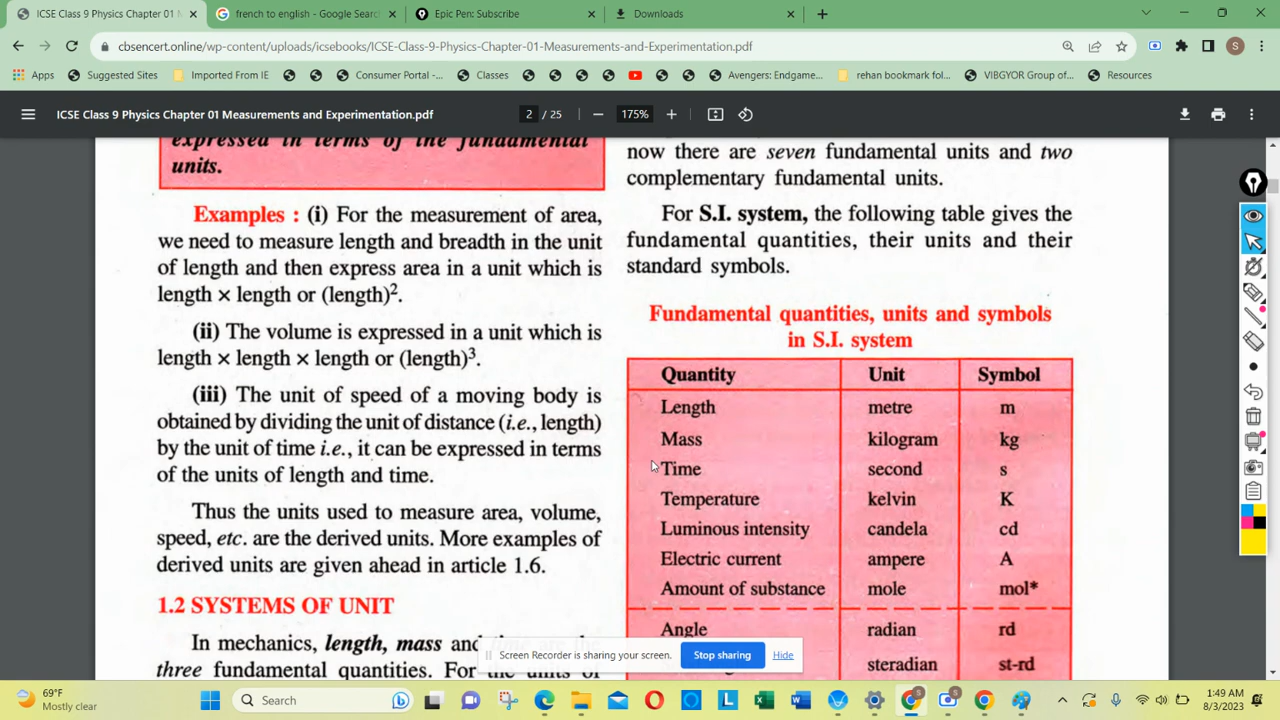 ICSE Class 9 Physics Chapter 01 M
french to english - Google Searc
Epic Pen: Subscribe
Downloads
cbsencert.online/wp-content/uploads/icsebooks/ICSE-Class-9-Physics-Chapter-01-Measurements-and-Experimentation.pdf
S
Apps
Suggested Sites
Imported From IE
Consumer Portal -...
Classes
Avengers: Endgame...
rehan bookmark fol...
VIBGYOR Group of...
Resources
ICSE Class 9 Physics Chapter 01 Measurements and Experimentation.pdf
2 / 25
175%
expressed in terms of the fundamental
units.
Examples : (i) For the measurement of area,
we need to measure length and breadth in the unit
of length and then express area in a unit which is
length × length or (length)².
(ii) The volume is expressed in a unit which is
length × length × length or (length)³.
(iii) The unit of speed of a moving body is
obtained by dividing the unit of distance (i.e., length)
by the unit of time i.e., it can be expressed in terms
of the units of length and time.
Thus the units used to measure area, volume,
speed, etc. are the derived units. More examples of
derived units are given ahead in article 1.6.
1.2 SYSTEMS OF UNIT
In mechanics, length, mass and
three fundamental quantities. For
now there are seven fundamental units and two
complementary fundamental units.
For S.I. system, the following table gives the
fundamental quantities, their units and their
standard symbols.
Fundamental quantities, units and symbols
in S.I. system
Quantity Unit Symbol
Length metre m
Mass kilogram kg
Time second s
Temperature kelvin K
Luminous intensity candela cd
Electric current ampere A
Amount of substance mole mol*
Angle radian rd
steradian st-rd
Screen Recorder is sharing your screen.
Stop sharing
Hide
69°F
Mostly clear
Search
1:49 AM
8/3/2023